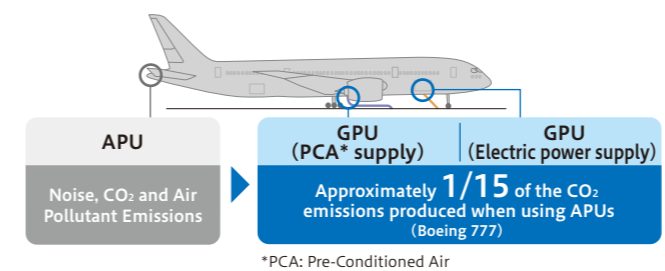 APU
Noise, CO₂ and Air
Pollutant Emissions
GPU
(PCA* supply)
GPU
(Electric power supply)
Approximately 1/15 of the CO₂
emissions produced when using APUs
(Boeing 777)
*PCA: Pre-Conditioned Air